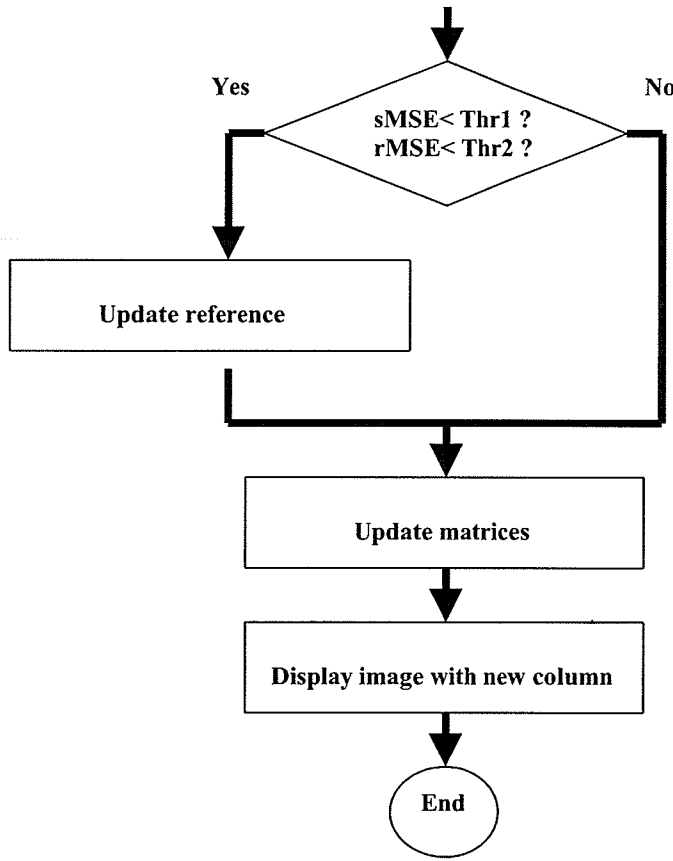 Yes
No
sMSE< Thr1 ?
rMSE< Thr2 ?
Update reference
Update matrices
Display image with new column
End